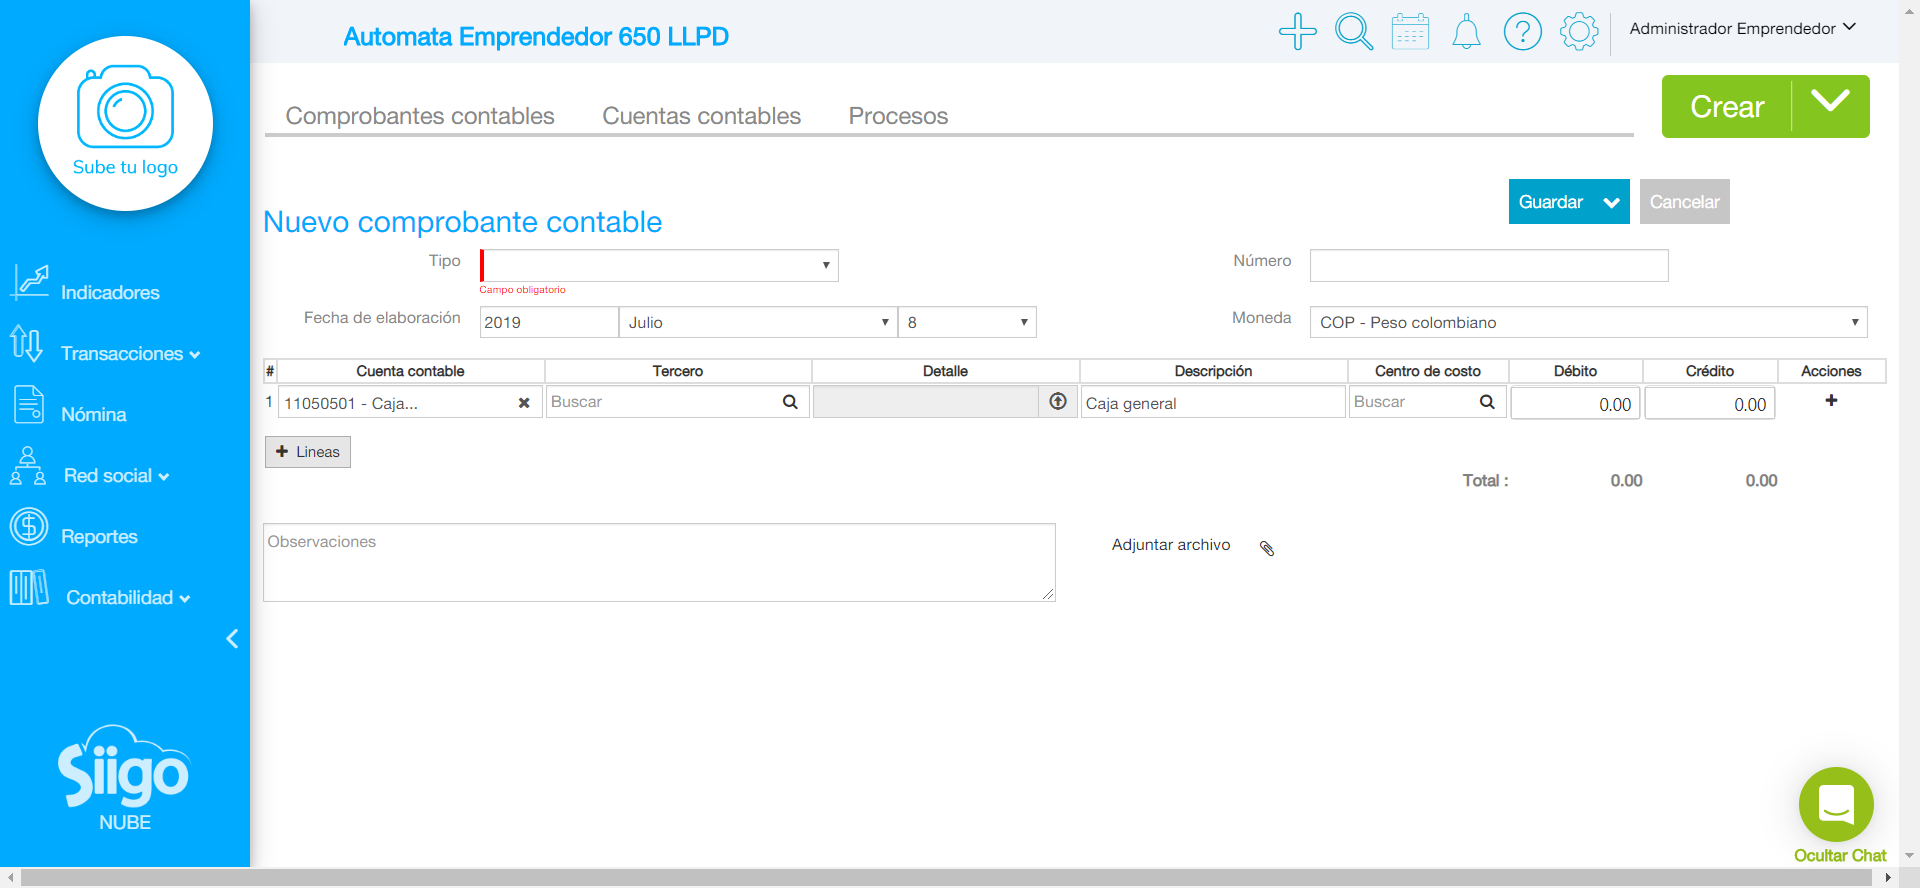 Automata Emprendedor 650 LLPD
Administrador Emprendedor
Sube tu logo
Comprobantes contables
Cuentas contables
Procesos
Crear
Guardar
Cancelar
Nuevo comprobante contable
Tipo
Campo obligatorio
Número
Fecha de elaboración
2019
Julio
8
Moneda
COP - Peso colombiano
# Cuenta contable Tercero Detalle Descripción Centro de costo Débito Crédito Acciones
1 11050501 - Caja... Buscar Caja general Buscar 0.00 0.00
Lineas
Total : 0.00 0.00
Observaciones
Adjuntar archivo
Indicadores
Transacciones
Nómina
Red social
Reportes
Contabilidad
Siigo
NUBE
Ocultar Chat